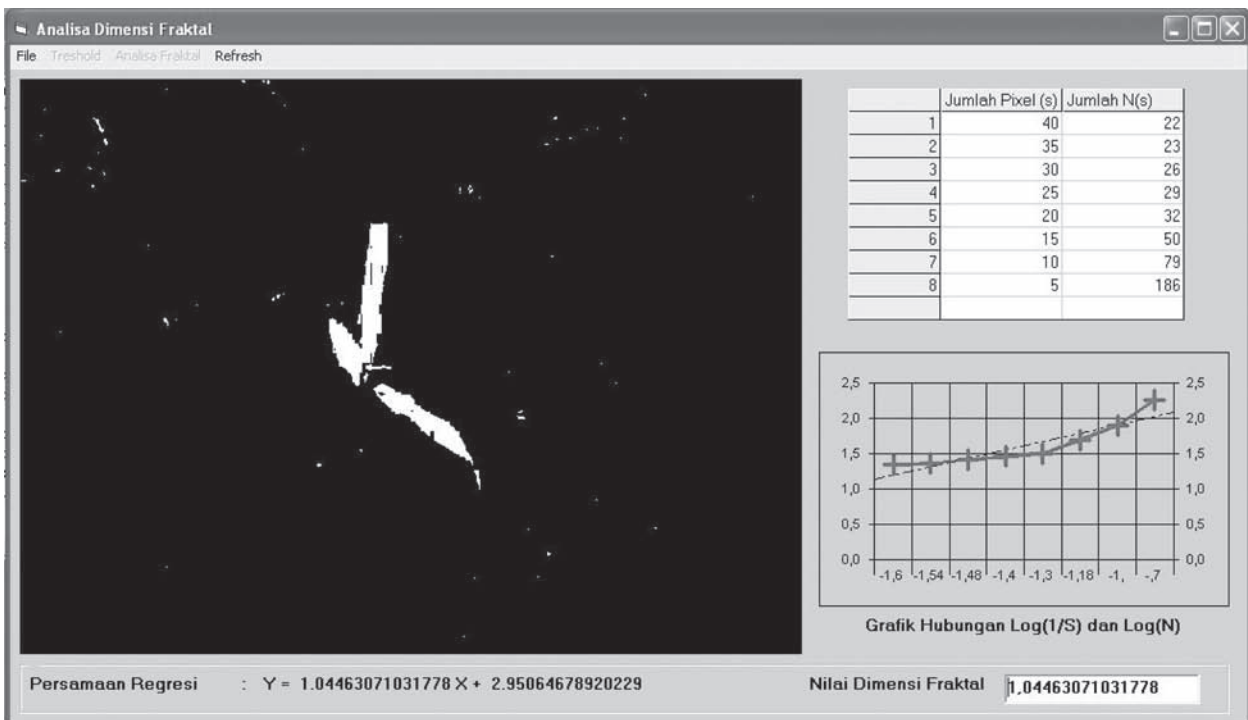 Analisa Dimensi Fraktal
File Treshold Analisa Fraktal Refresh
Jumlah Pixel (s) Jumlah N(s)
1 40 22
2 35 23
3 30 26
4 25 29
5 20 32
6 15 50
7 10 79
8 5 186
2,5 2,5
2,0 2,0
1,5 1,5
1,0 1,0
0,5 0,5
0,0 0,0
-1,6 -1,54 -1,48 -1,4 -1,3 -1,18 -1, -,7
Grafik Hubungan Log(1/S) dan Log(N)
Persamaan Regresi : Y = 1.04463071031778 X + 2.95064678920229
Nilai Dimensi Fraktal 1,04463071031778